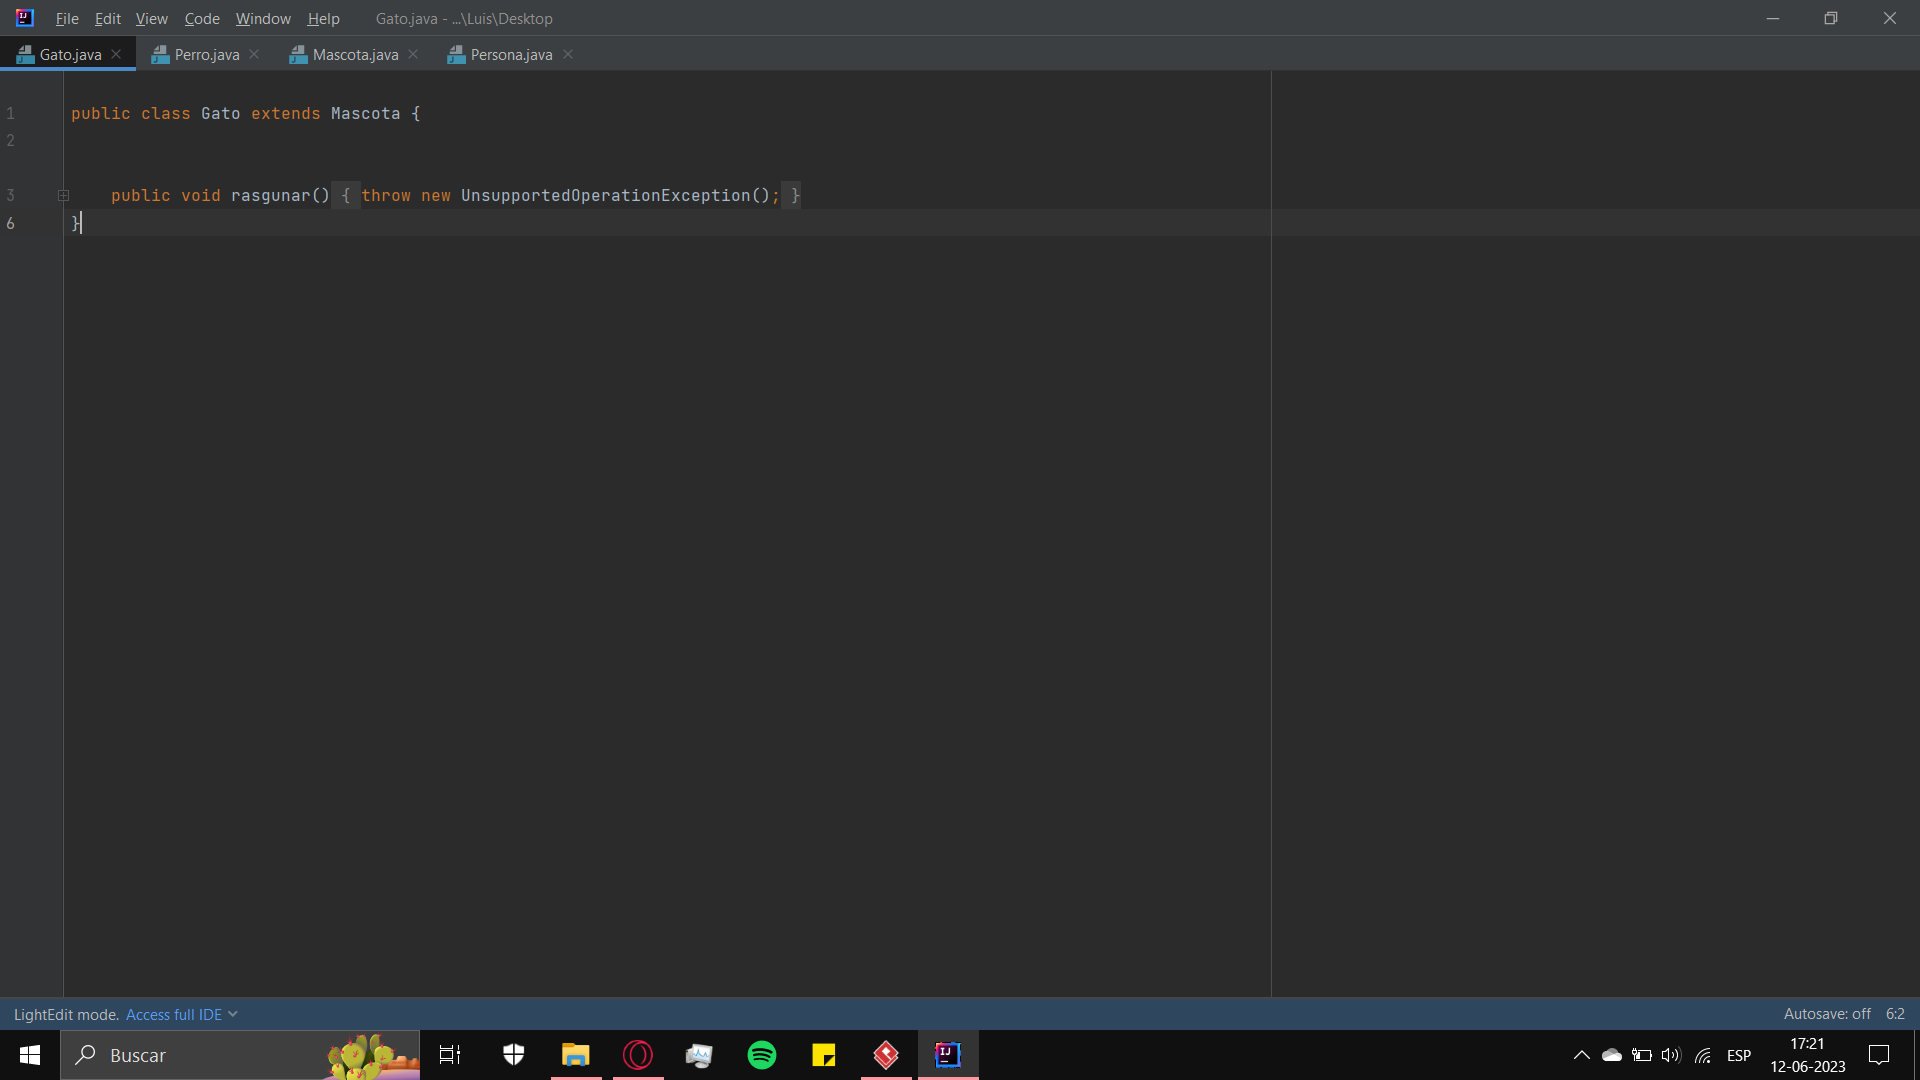 File Edit View Code Window Help Gato.java - ...\Luis\Desktop
Gato.java Perro.java Mascota.java Persona.java
1 public class Gato extends Mascota {
2
3 public void rasgunar() { throw new UnsupportedOperationException(); }
6 }
LightEdit mode. Access full IDE Autosave: off 6:2
Buscar ESP 17:21
12-06-2023